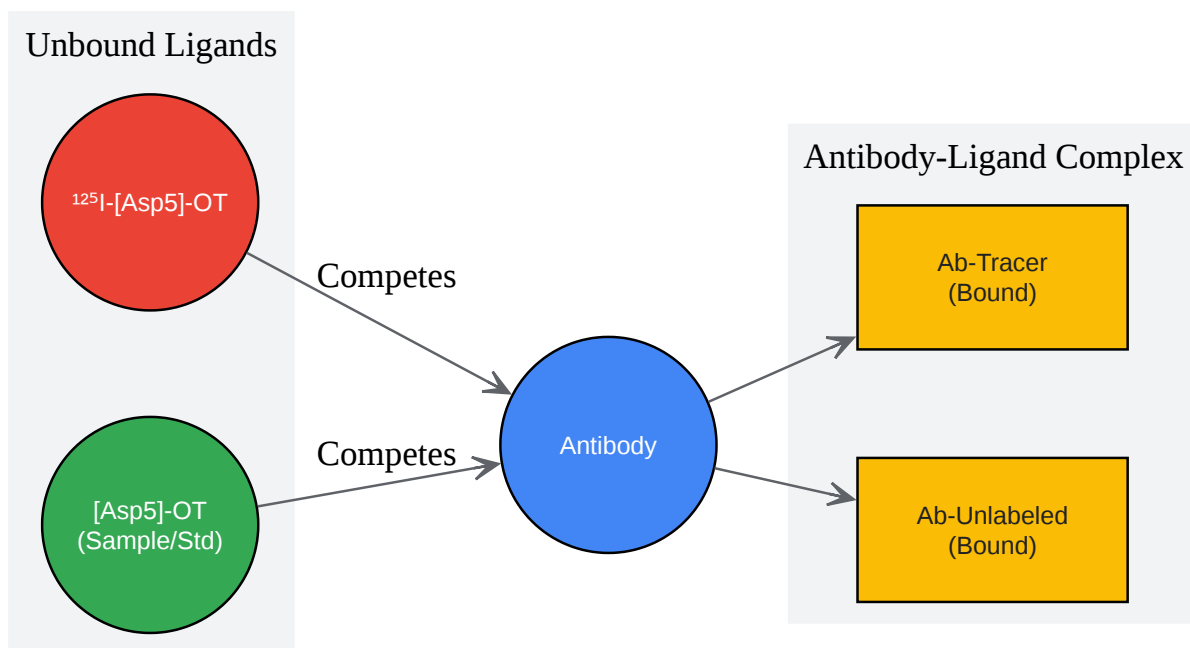 Unbound Ligands
¹²⁵I-[Asp5]-OT
Competes
[Asp5]-OT
(Sample/Std)
Competes
Antibody
Antibody-Ligand Complex
Ab-Tracer
(Bound)
Ab-Unlabeled
(Bound)